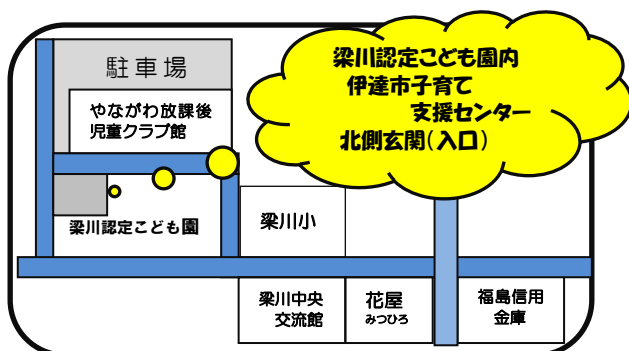 駐車場
やながわ放課後
児童クラブ館
梁川認定こども園内
伊達市子育て
支援センター
北側玄関(入口)
梁川認定こども園
梁川小
梁川中央
交流館
花屋
みつひろ
福島信用
金庫